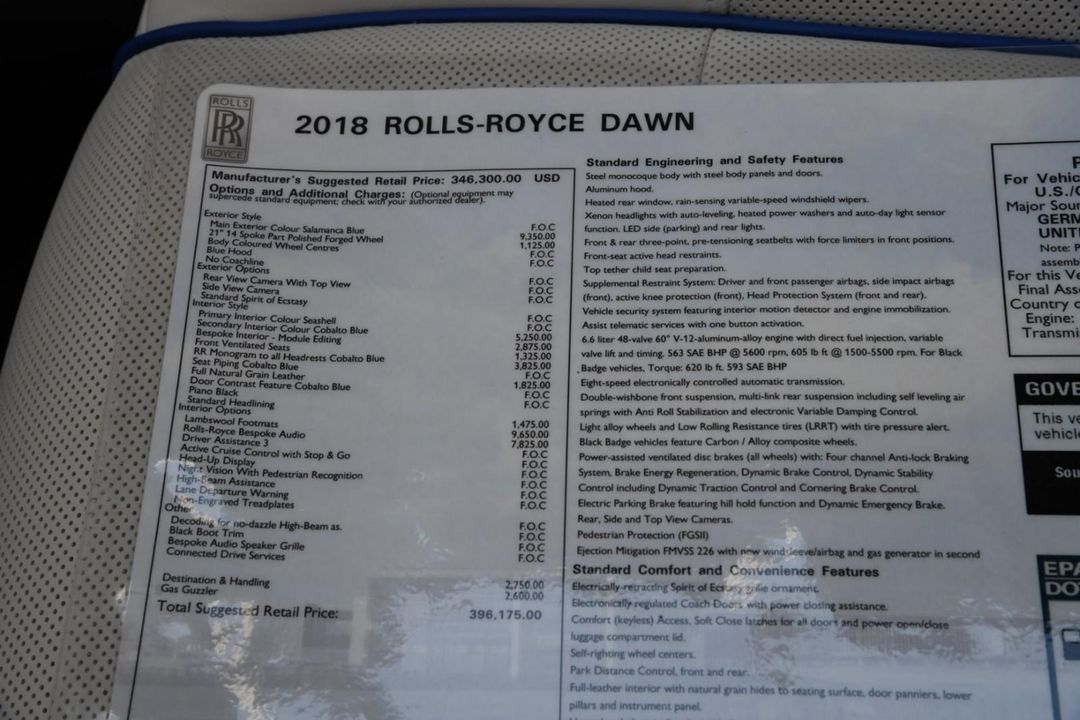 ROLLS
RR
ROYCE
2018 ROLLS-ROYCE DAWN
Manufacturer's Suggested Retail Price: 346,300.00 USD
Options and Additional Charges: (Optional equipment may
supercede standard equipment; check with your authorized dealer).
Exterior Style
Main Exterior Colour Salamanca Blue F.O.C
21" 14 Spoke Part Polished Forged Wheel 9,350.00
Body Coloured Wheel Centres 1,125.00
Blue Hood F.O.C
No Coachline F.O.C
Exterior Options
Rear View Camera With Top View F.O.C
Side View Camera F.O.C
Standard Spirit of Ecstasy F.O.C
Interior Style
Primary Interior Colour Seashell F.O.C
Secondary Interior Colour Cobalto Blue F.O.C
Bespoke Interior - Module Editing 5,250.00
Front Ventilated Seats 2,875.00
RR Monogram to all Headrests Cobalto Blue 1,325.00
Seat Piping Cobalto Blue 3,825.00
Full Natural Grain Leather F.O.C
Door Contrast Feature Cobalto Blue 1,825.00
Piano Black F.O.C
Standard Headlining F.O.C
Interior Options
Lambswool Footmats 1,475.00
Rolls-Royce Bespoke Audio 9,650.00
Driver Assistance 3 7,825.00
Active Cruise Control with Stop & Go F.O.C
Head-Up Display F.O.C
Night Vision With Pedestrian Recognition F.O.C
High-Beam Assistance F.O.C
Lane Departure Warning F.O.C
Non-Engraved Treadplates F.O.C
Other
Decoding for no-dazzle High-Beam as. F.O.C
Black Boot Trim F.O.C
Bespoke Audio Speaker Grille F.O.C
Connected Drive Services F.O.C
Destination & Handling 2,750.00
Gas Guzzler 2,600.00
Total Suggested Retail Price: 396,175.00
Standard Engineering and Safety Features
Steel monocoque body with steel body panels and doors.
Aluminum hood.
Heated rear window, rain-sensing variable-speed windshield wipers.
Xenon headlights with auto-leveling, heated power washers and auto-day light sensor
function. LED side (parking) and rear lights.
Front & rear three-point, pre-tensioning seatbelts with force limiters in front positions.
Front-seat active head restraints.
Top tether child seat preparation.
Supplemental Restraint System: Driver and front passenger airbags, side impact airbags
(front), active knee protection (front), Head Protection System (front and rear).
Vehicle security system featuring interior motion detector and engine immobilization.
Assist telematic services with one button activation.
6.6 liter 48-valve 60° V-12-aluminum-alloy engine with direct fuel injection, variable
valve lift and timing. 563 SAE BHP @ 5600 rpm, 605 lb ft @ 1500-5500 rpm. For Black
Badge vehicles, Torque: 620 lb ft. 593 SAE BHP
Eight-speed electronically controlled automatic transmission.
Double-wishbone front suspension, multi-link rear suspension including self leveling air
springs with Anti Roll Stabilization and electronic Variable Damping Control.
Light alloy wheels and Low Rolling Resistance tires (LRRT) with tire pressure alert.
Black Badge vehicles feature Carbon / Alloy composite wheels.
Power-assisted ventilated disc brakes (all wheels) with: Four channel Anti-lock Braking
System, Brake Energy Regeneration, Dynamic Brake Control, Dynamic Stability
Control including Dynamic Traction Control and Cornering Brake Control.
Electric Parking Brake featuring hill hold function and Dynamic Emergency Brake.
Rear, Side and Top View Cameras.
Pedestrian Protection (FGSII)
Ejection Mitigation FMVSS 226 with new wind sleeve/airbag and gas generator in second
Standard Comfort and Convenience Features
Electrically-retracting Spirit of Ecstasy grille ornament.
Electronically regulated Coach Doors with power closing assistance.
Comfort (keyless) Access, Soft Close latches for all doors and power open/close
luggage compartment lid.
Self-righting wheel centers.
Park Distance Control, front and rear.
Full-leather interior with natural grain hides to seating surface, door panniers, lower
pillars and instrument panel.
For Vehic
U.S./C
Major Sour
GERM
UNIT
Note: P
assemb
For this Ve
Final Ass
Country o
Engine:
Transmi
GOVE
This ve
vehicle
Sou
EPA
DO